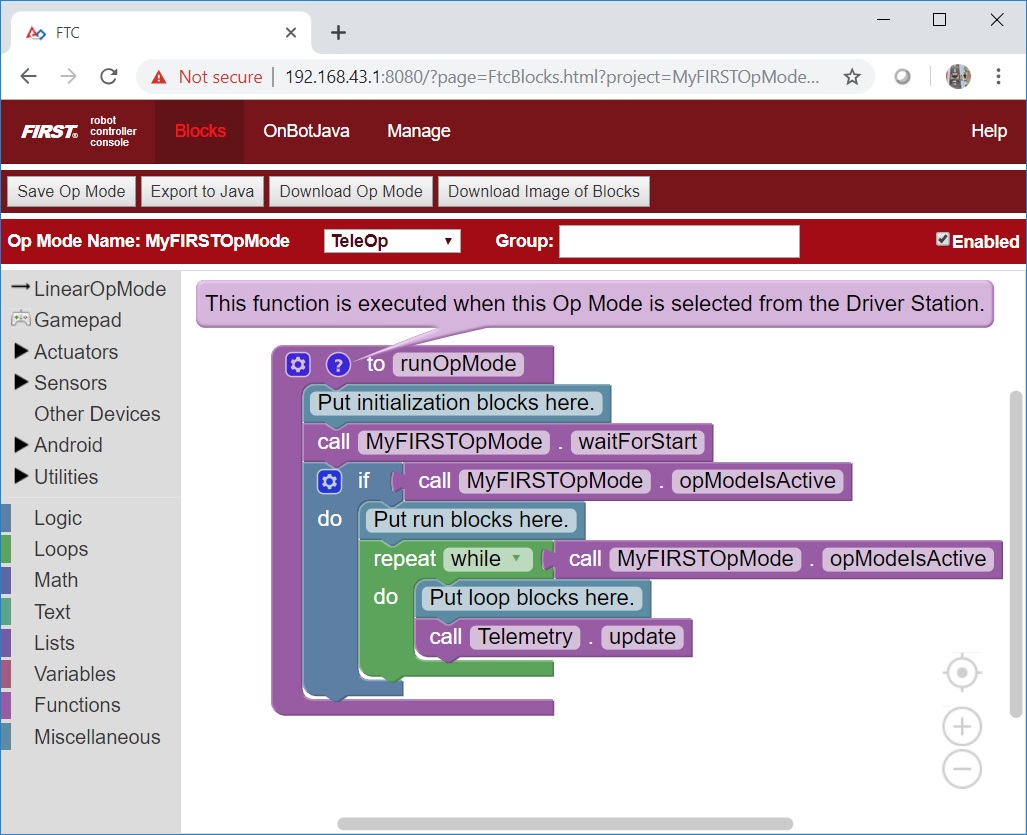 FTC
Not secure | 192.168.43.1:8080/?page=FtcBlocks.html?project=MyFIRSTOpMode...
FIRST® robot controller console Blocks OnBotJava Manage Help
Save Op Mode Export to Java Download Op Mode Download Image of Blocks
Op Mode Name: MyFIRSTOpMode TeleOp Group: Enabled
LinearOpMode
Gamepad
Actuators
Sensors
Other Devices
Android
Utilities
Logic
Loops
Math
Text
Lists
Variables
Functions
Miscellaneous
This function is executed when this Op Mode is selected from the Driver Station.
? to runOpMode
Put initialization blocks here.
call MyFIRSTOpMode . waitForStart
if call MyFIRSTOpMode . opModeIsActive
do Put run blocks here.
repeat while call MyFIRSTOpMode . opModeIsActive
do Put loop blocks here.
call Telemetry . update